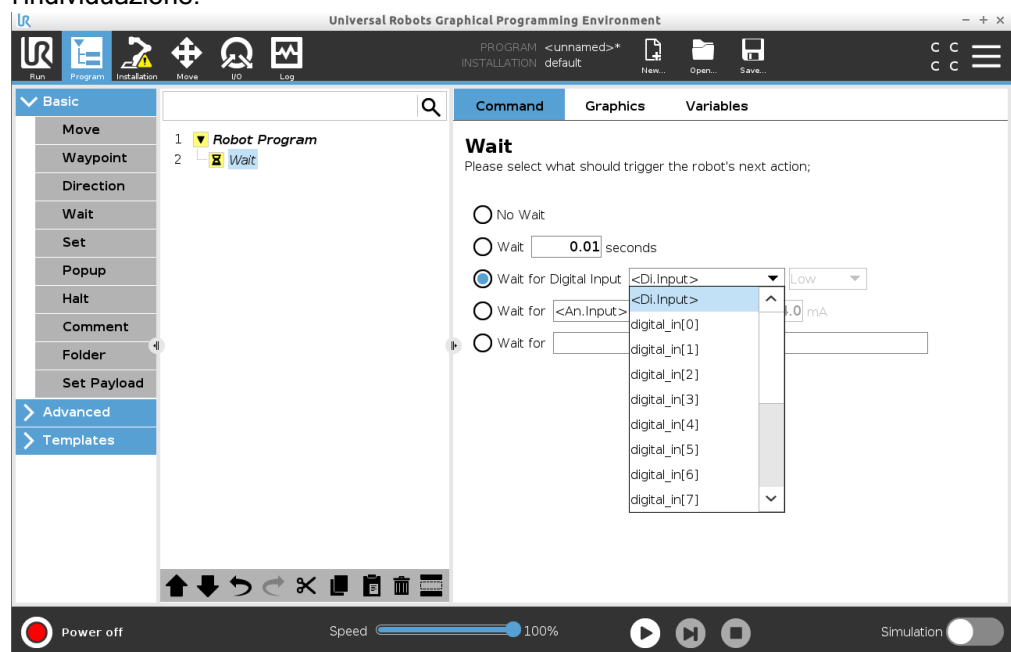 l'individuazione.
UR Universal Robots Graphical Programming Environment
PROGRAM <unnamed>*
INSTALLATION default
Run Program Installation Move I/O Log New... Open... Save...
C C
C C
Basic
Move
Waypoint
Direction
Wait
Set
Popup
Halt
Comment
Folder
Set Payload
Advanced
Templates
1 Robot Program
2 Wait
Command Graphics Variables
Wait
Please select what should trigger the robot's next action;
No Wait
Wait 0.01 seconds
Wait for Digital Input <Di.Input> Low
Wait for <An.Input> .0 mA
Wait for
<Di.Input>
digital_in[0]
digital_in[1]
digital_in[2]
digital_in[3]
digital_in[4]
digital_in[5]
digital_in[6]
digital_in[7]
Power off Speed 100% Simulation